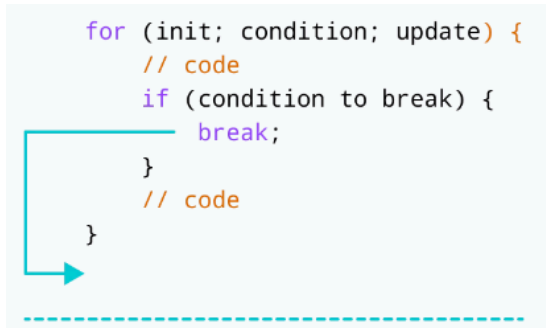 for (init; condition; update) {
// code
if (condition to break) {
break;
}
// code
}